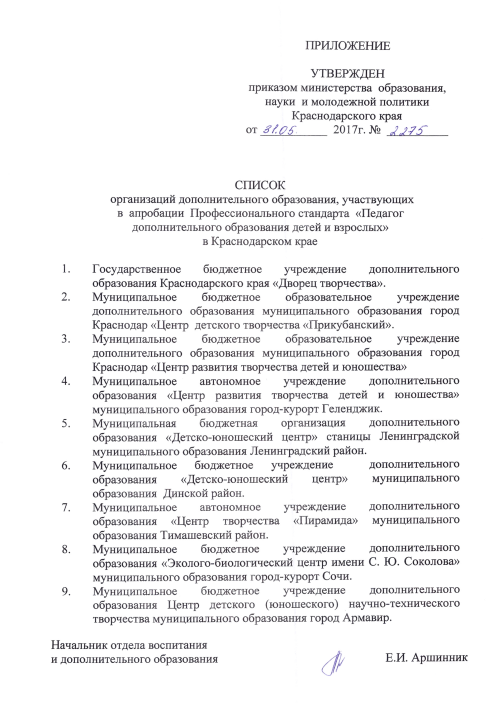 ПРИЛОЖЕНИЕ
УТВЕРЖДЕН
приказом министерства образования,
науки и молодежной политики
Краснодарского края
от 31.05. 2017г. № 2275
СПИСОК
организаций дополнительного образования, участвующих
в апробации Профессионального стандарта «Педагог
дополнительного образования детей и взрослых»
в Краснодарском крае
1. Государственное бюджетное учреждение дополнительного
образования Краснодарского края «Дворец творчества».
2. Муниципальное бюджетное образовательное учреждение
дополнительного образования муниципального образования город
Краснодар «Центр детского творчества «Прикубанский».
3. Муниципальное бюджетное образовательное учреждение
дополнительного образования муниципального образования город
Краснодар «Центр развития творчества детей и юношества»
4. Муниципальное автономное учреждение дополнительного
образования «Центр развития творчества детей и юношества»
муниципального образования город-курорт Геленджик.
5. Муниципальная бюджетная организация дополнительного
образования «Детско-юношеский центр» станицы Ленинградской
муниципального образования Ленинградский район.
6. Муниципальное бюджетное учреждение дополнительного
образования «Детско-юношеский центр» муниципального
образования Динской район.
7. Муниципальное автономное учреждение дополнительного
образования «Центр творчества «Пирамида» муниципального
образования Тимашевский район.
8. Муниципальное бюджетное учреждение дополнительного
образования «Эколого-биологический центр имени С. Ю. Соколова»
муниципального образования город-курорт Сочи.
9. Муниципальное бюджетное учреждение дополнительного
образования Центр детского (юношеского) научно-технического
творчества муниципального образования город Армавир.
Начальник отдела воспитания
и дополнительного образования Е.И. Аршинник